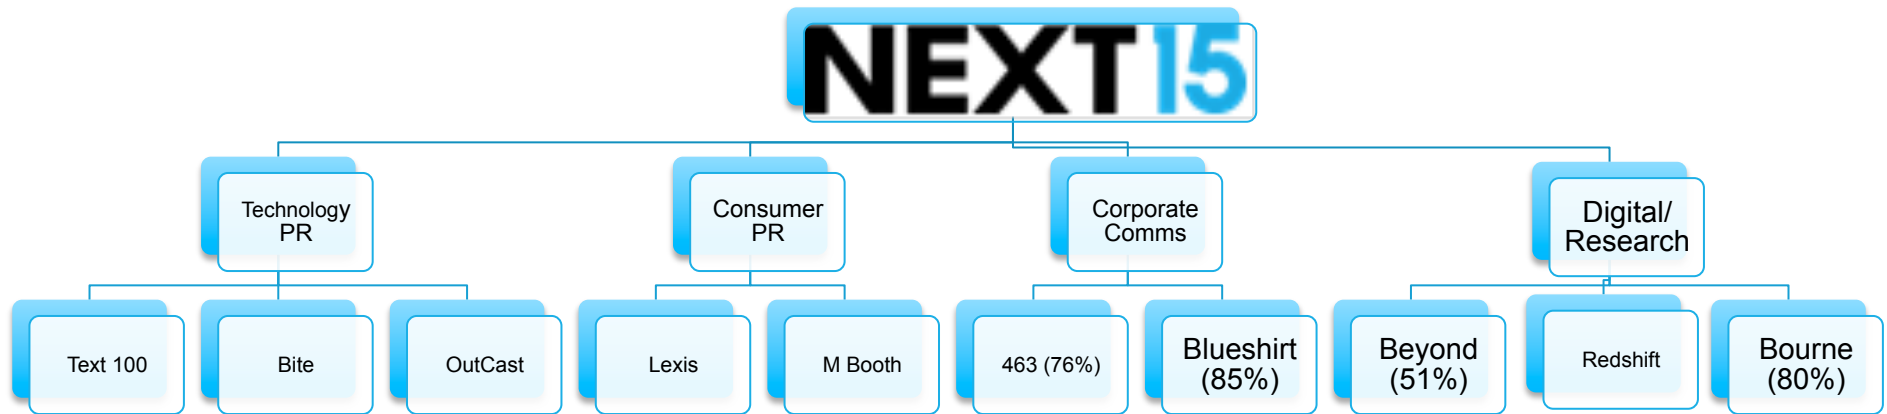 NEXT15
Technology
PR
Consumer
PR
Corporate
Comms
Digital/
Research
Text 100
Bite
OutCast
Lexis
M Booth
463 (76%)
Blueshirt
(85%)
Beyond
(51%)
Redshift
Bourne
(80%)